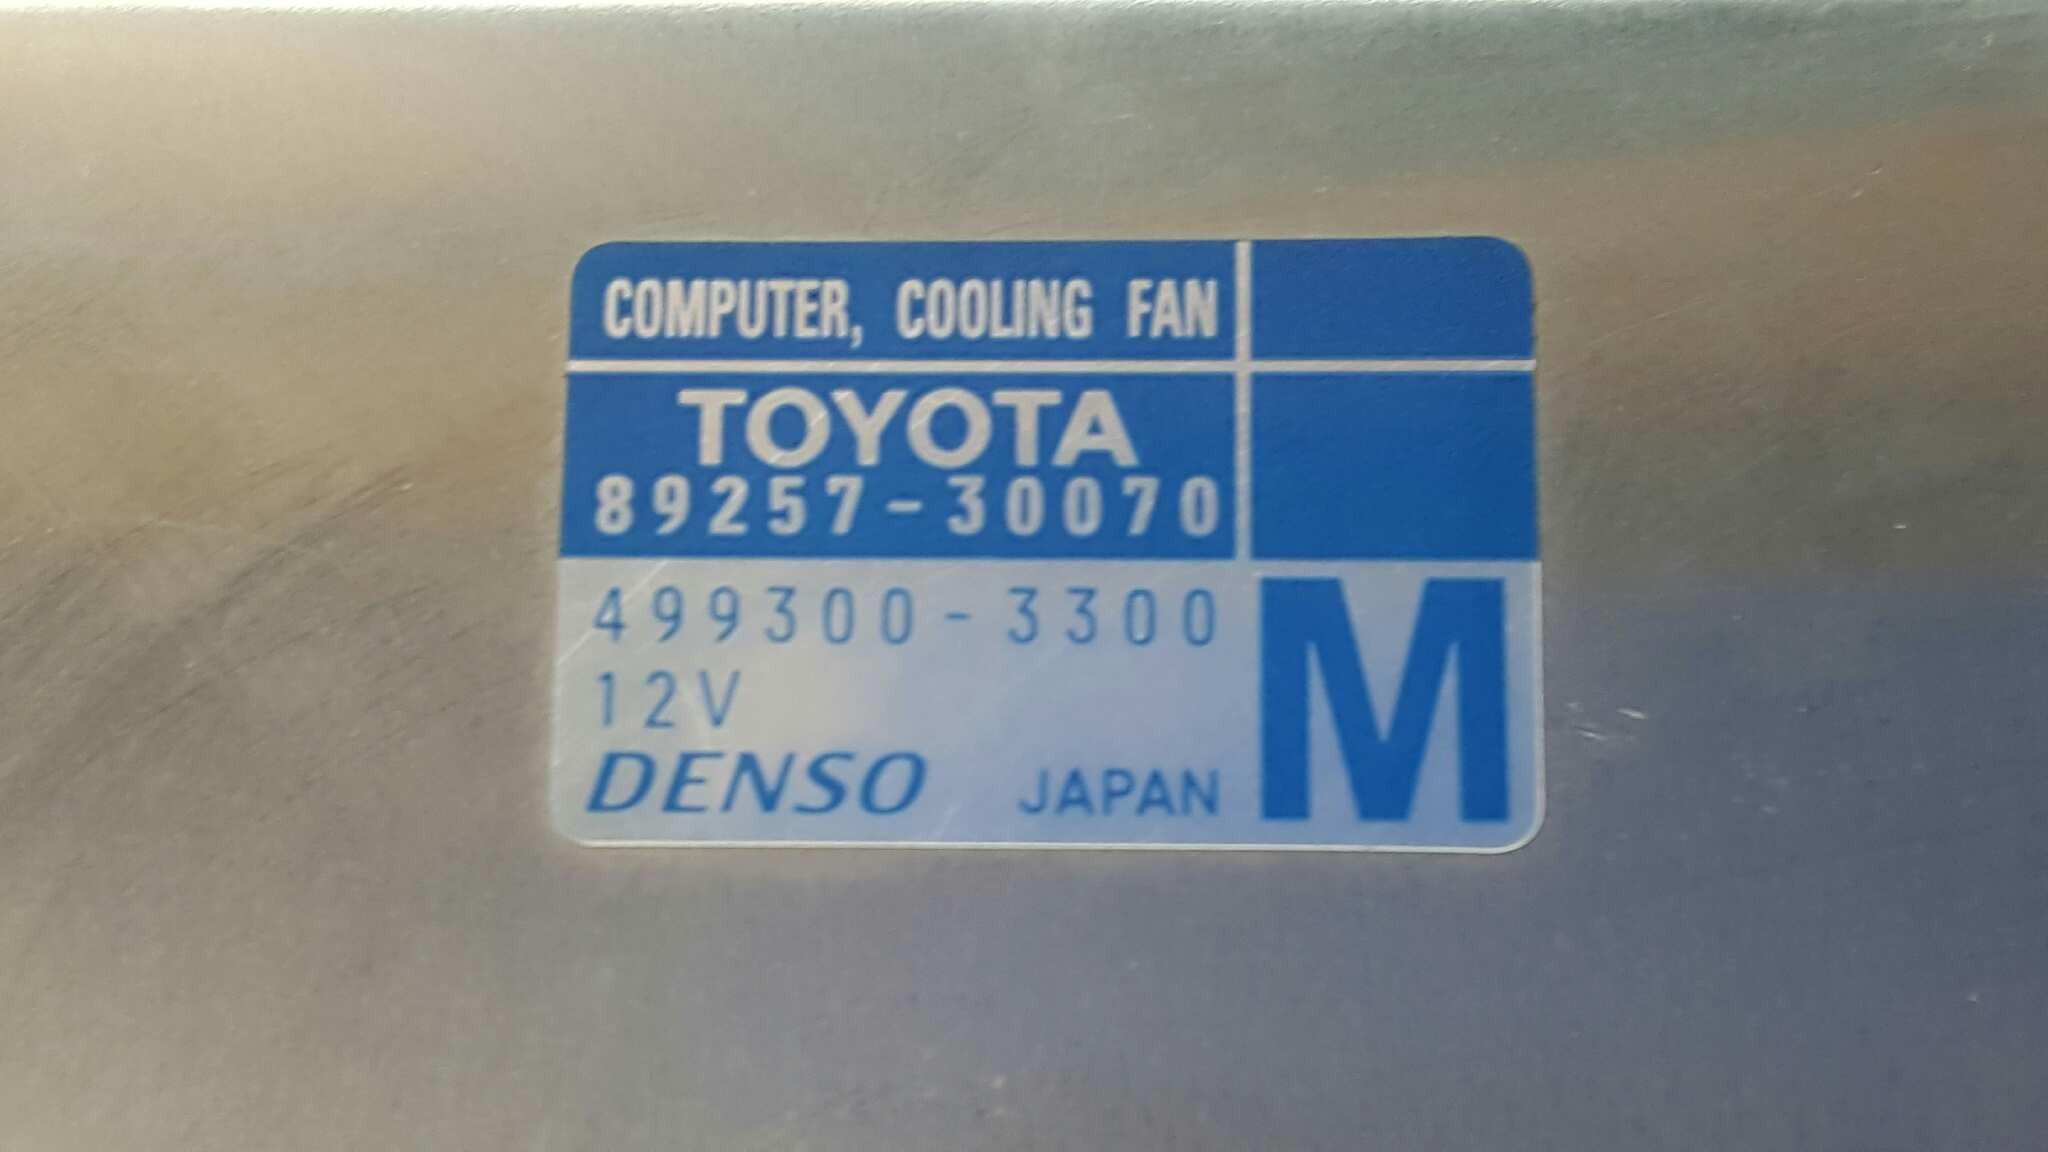 COMPUTER, COOLING FAN
TOYOTA
89257-30070
499300-3300
12V
DENSO JAPAN
M